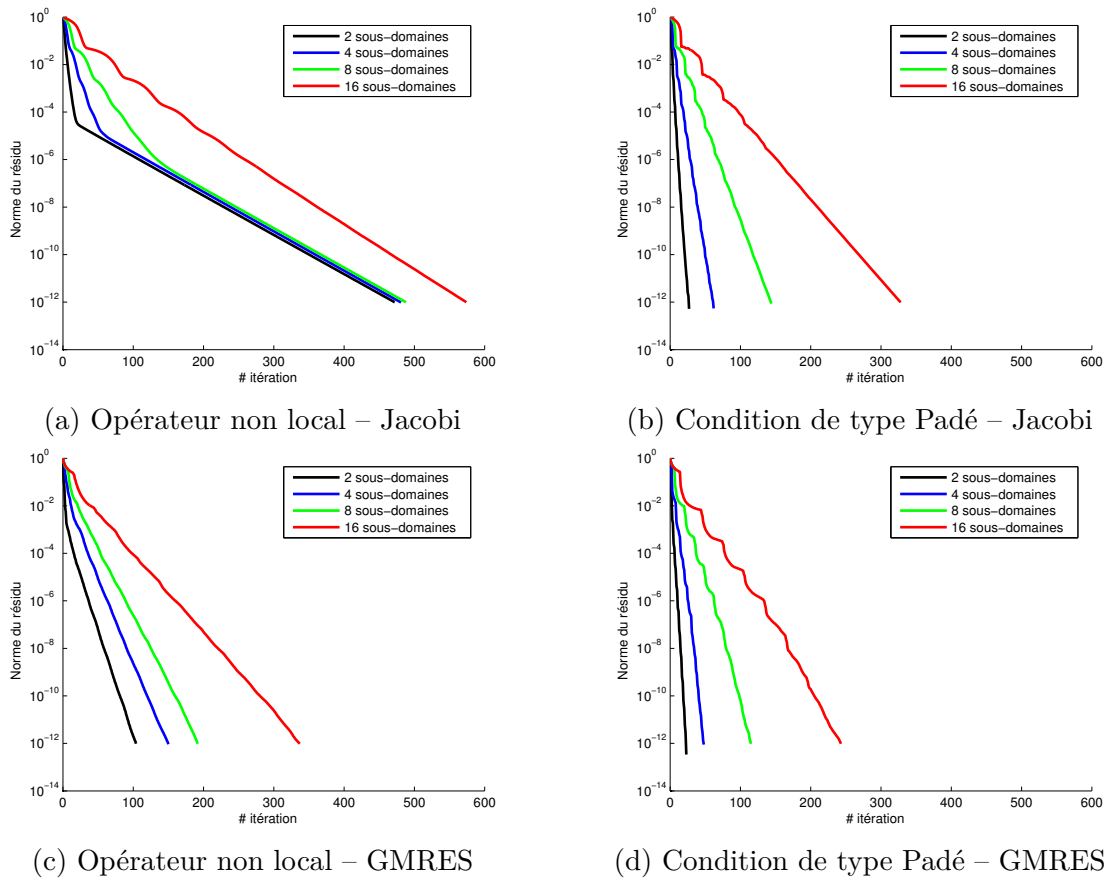 10^0
10^-2
10^-4
10^-6
10^-8
10^-10
10^-12
10^-14
Norme du résidu
0 100 200 300 400 500 600
# itération
2 sous−domaines
4 sous−domaines
8 sous−domaines
16 sous−domaines
(a) Opérateur non local – Jacobi
10^0
10^-2
10^-4
10^-6
10^-8
10^-10
10^-12
10^-14
Norme du résidu
0 100 200 300 400 500 600
# itération
2 sous−domaines
4 sous−domaines
8 sous−domaines
16 sous−domaines
(b) Condition de type Padé – Jacobi
10^0
10^-2
10^-4
10^-6
10^-8
10^-10
10^-12
10^-14
Norme du résidu
0 100 200 300 400 500 600
# itération
2 sous−domaines
4 sous−domaines
8 sous−domaines
16 sous−domaines
(c) Opérateur non local – GMRES
10^0
10^-2
10^-4
10^-6
10^-8
10^-10
10^-12
10^-14
Norme du résidu
0 100 200 300 400 500 600
# itération
2 sous−domaines
4 sous−domaines
8 sous−domaines
16 sous−domaines
(d) Condition de type Padé – GMRES